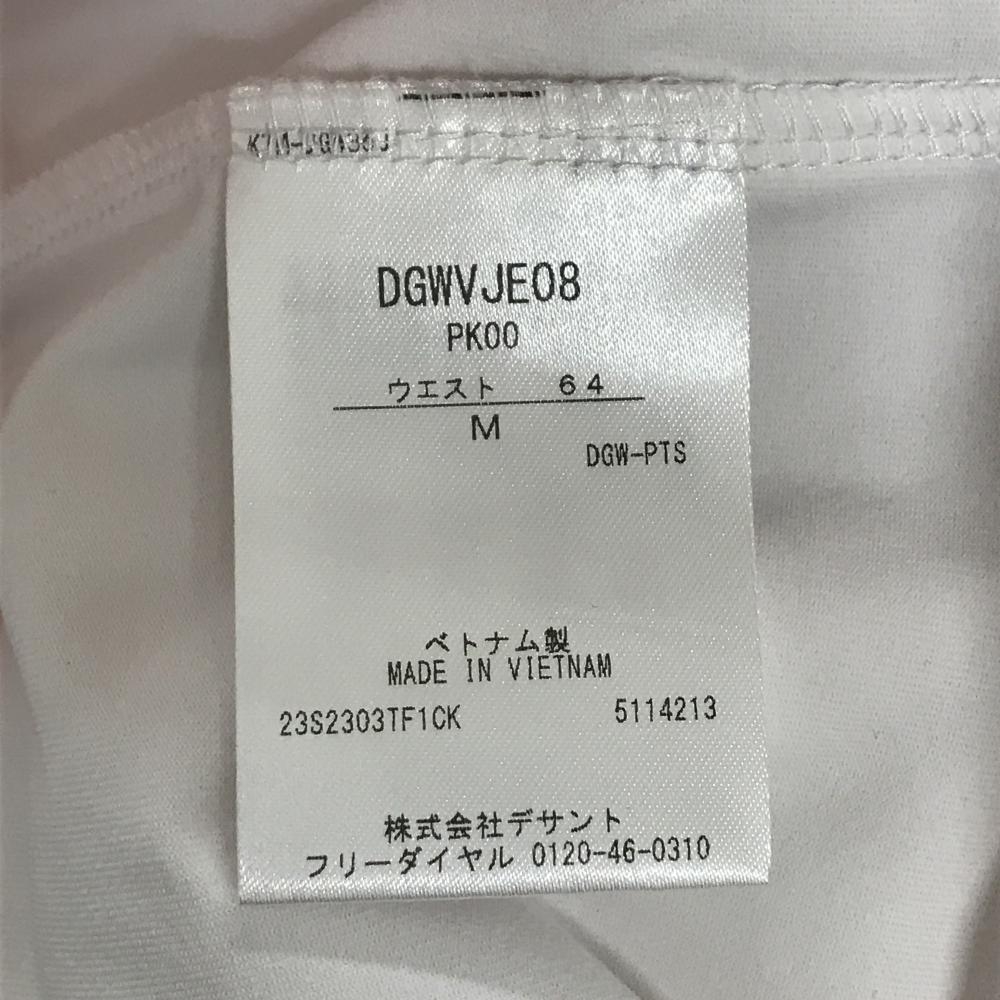 DGWVJE08
PK00
ウエスト 64
M
DGW-PTS
ベトナム製
MADE IN VIETNAM
23S2303TF1CK 5114213
株式会社デサント
フリーダイヤル 0120-46-0310